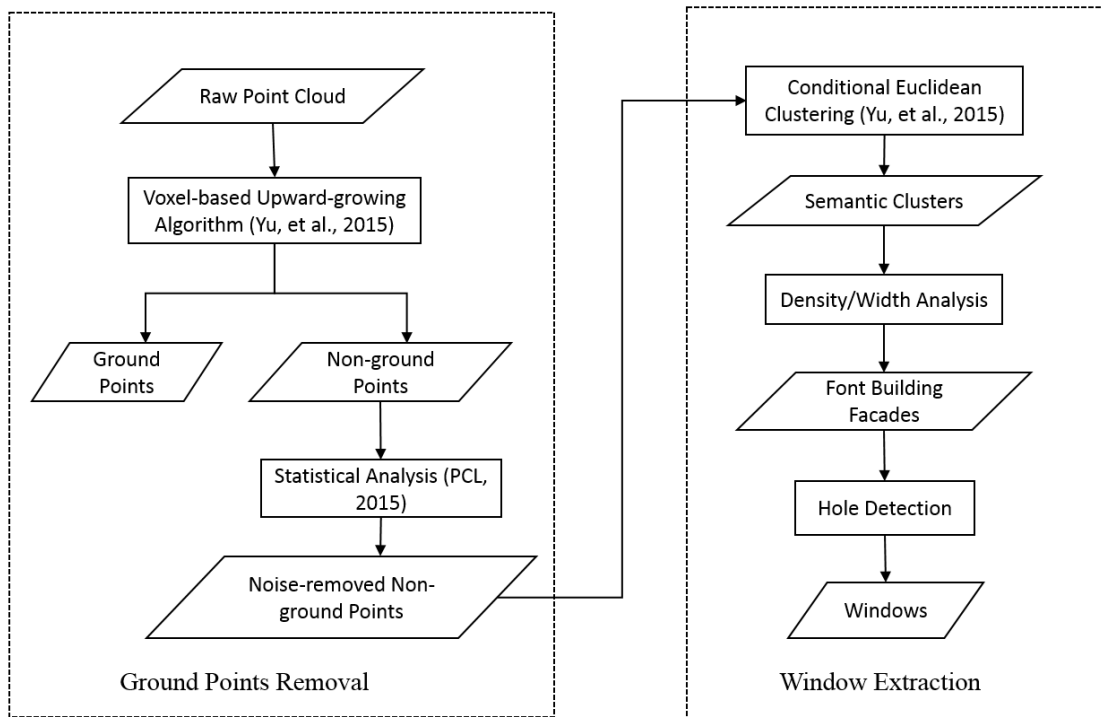 Raw Point Cloud
Voxel-based Upward-growing
Algorithm (Yu, et al., 2015)
Ground
Points
Non-ground
Points
Statistical Analysis (PCL,
2015)
Noise-removed Non-
ground Points
Ground Points Removal
Conditional Euclidean
Clustering (Yu, et al., 2015)
Semantic Clusters
Density/Width Analysis
Font Building
Facades
Hole Detection
Windows
Window Extraction